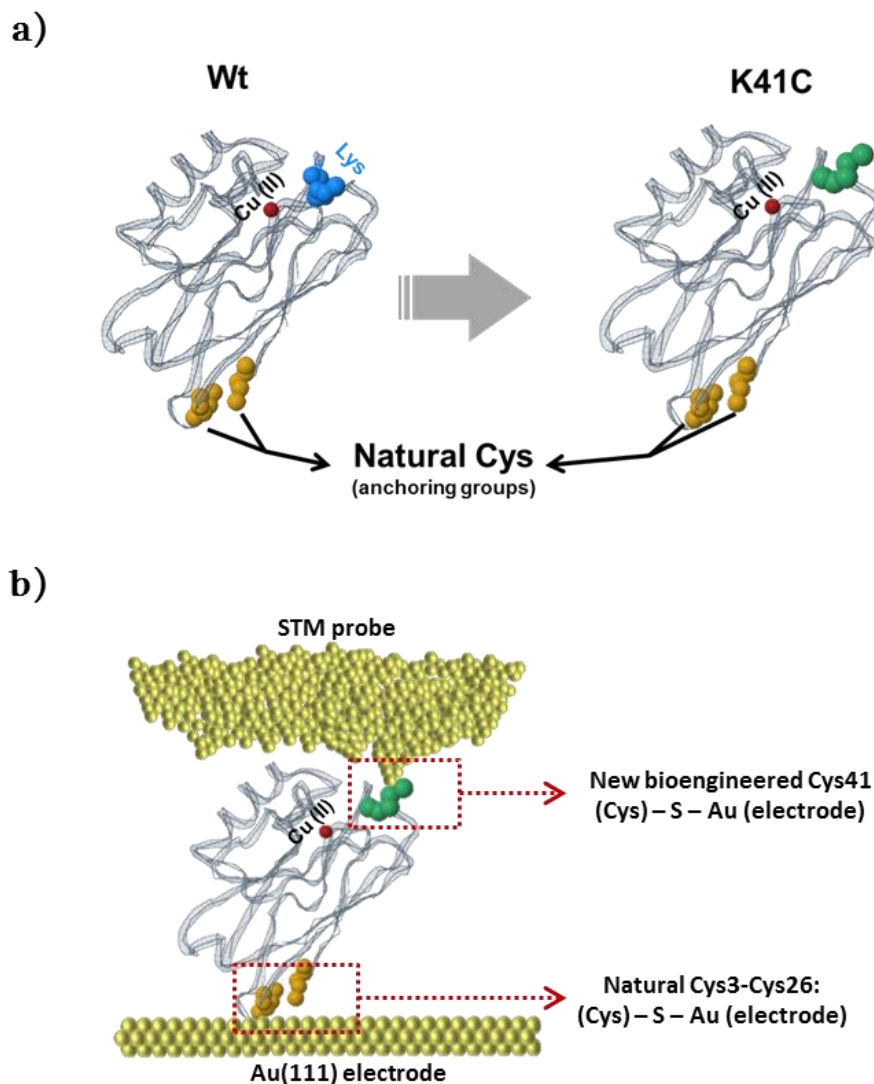 a)
Wt
K41C
Lys
Cu (II)
Cu (II)
Natural Cys
(anchoring groups)
b)
STM probe
New bioengineered Cys41
(Cys) – S – Au (electrode)
Cu (II)
Natural Cys3-Cys26:
(Cys) – S – Au (electrode)
Au(111) electrode